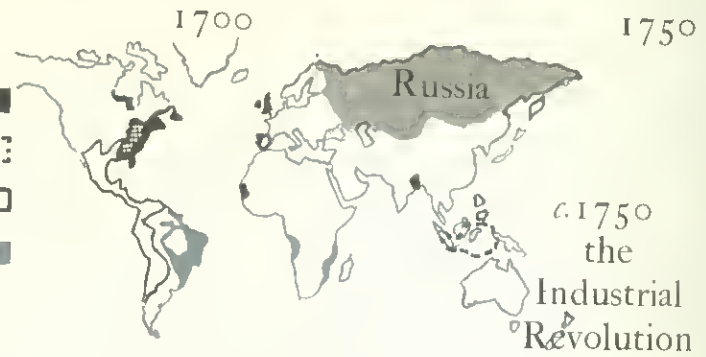 1700
1750
Russia
c.1750
the
Industrial
Revolution